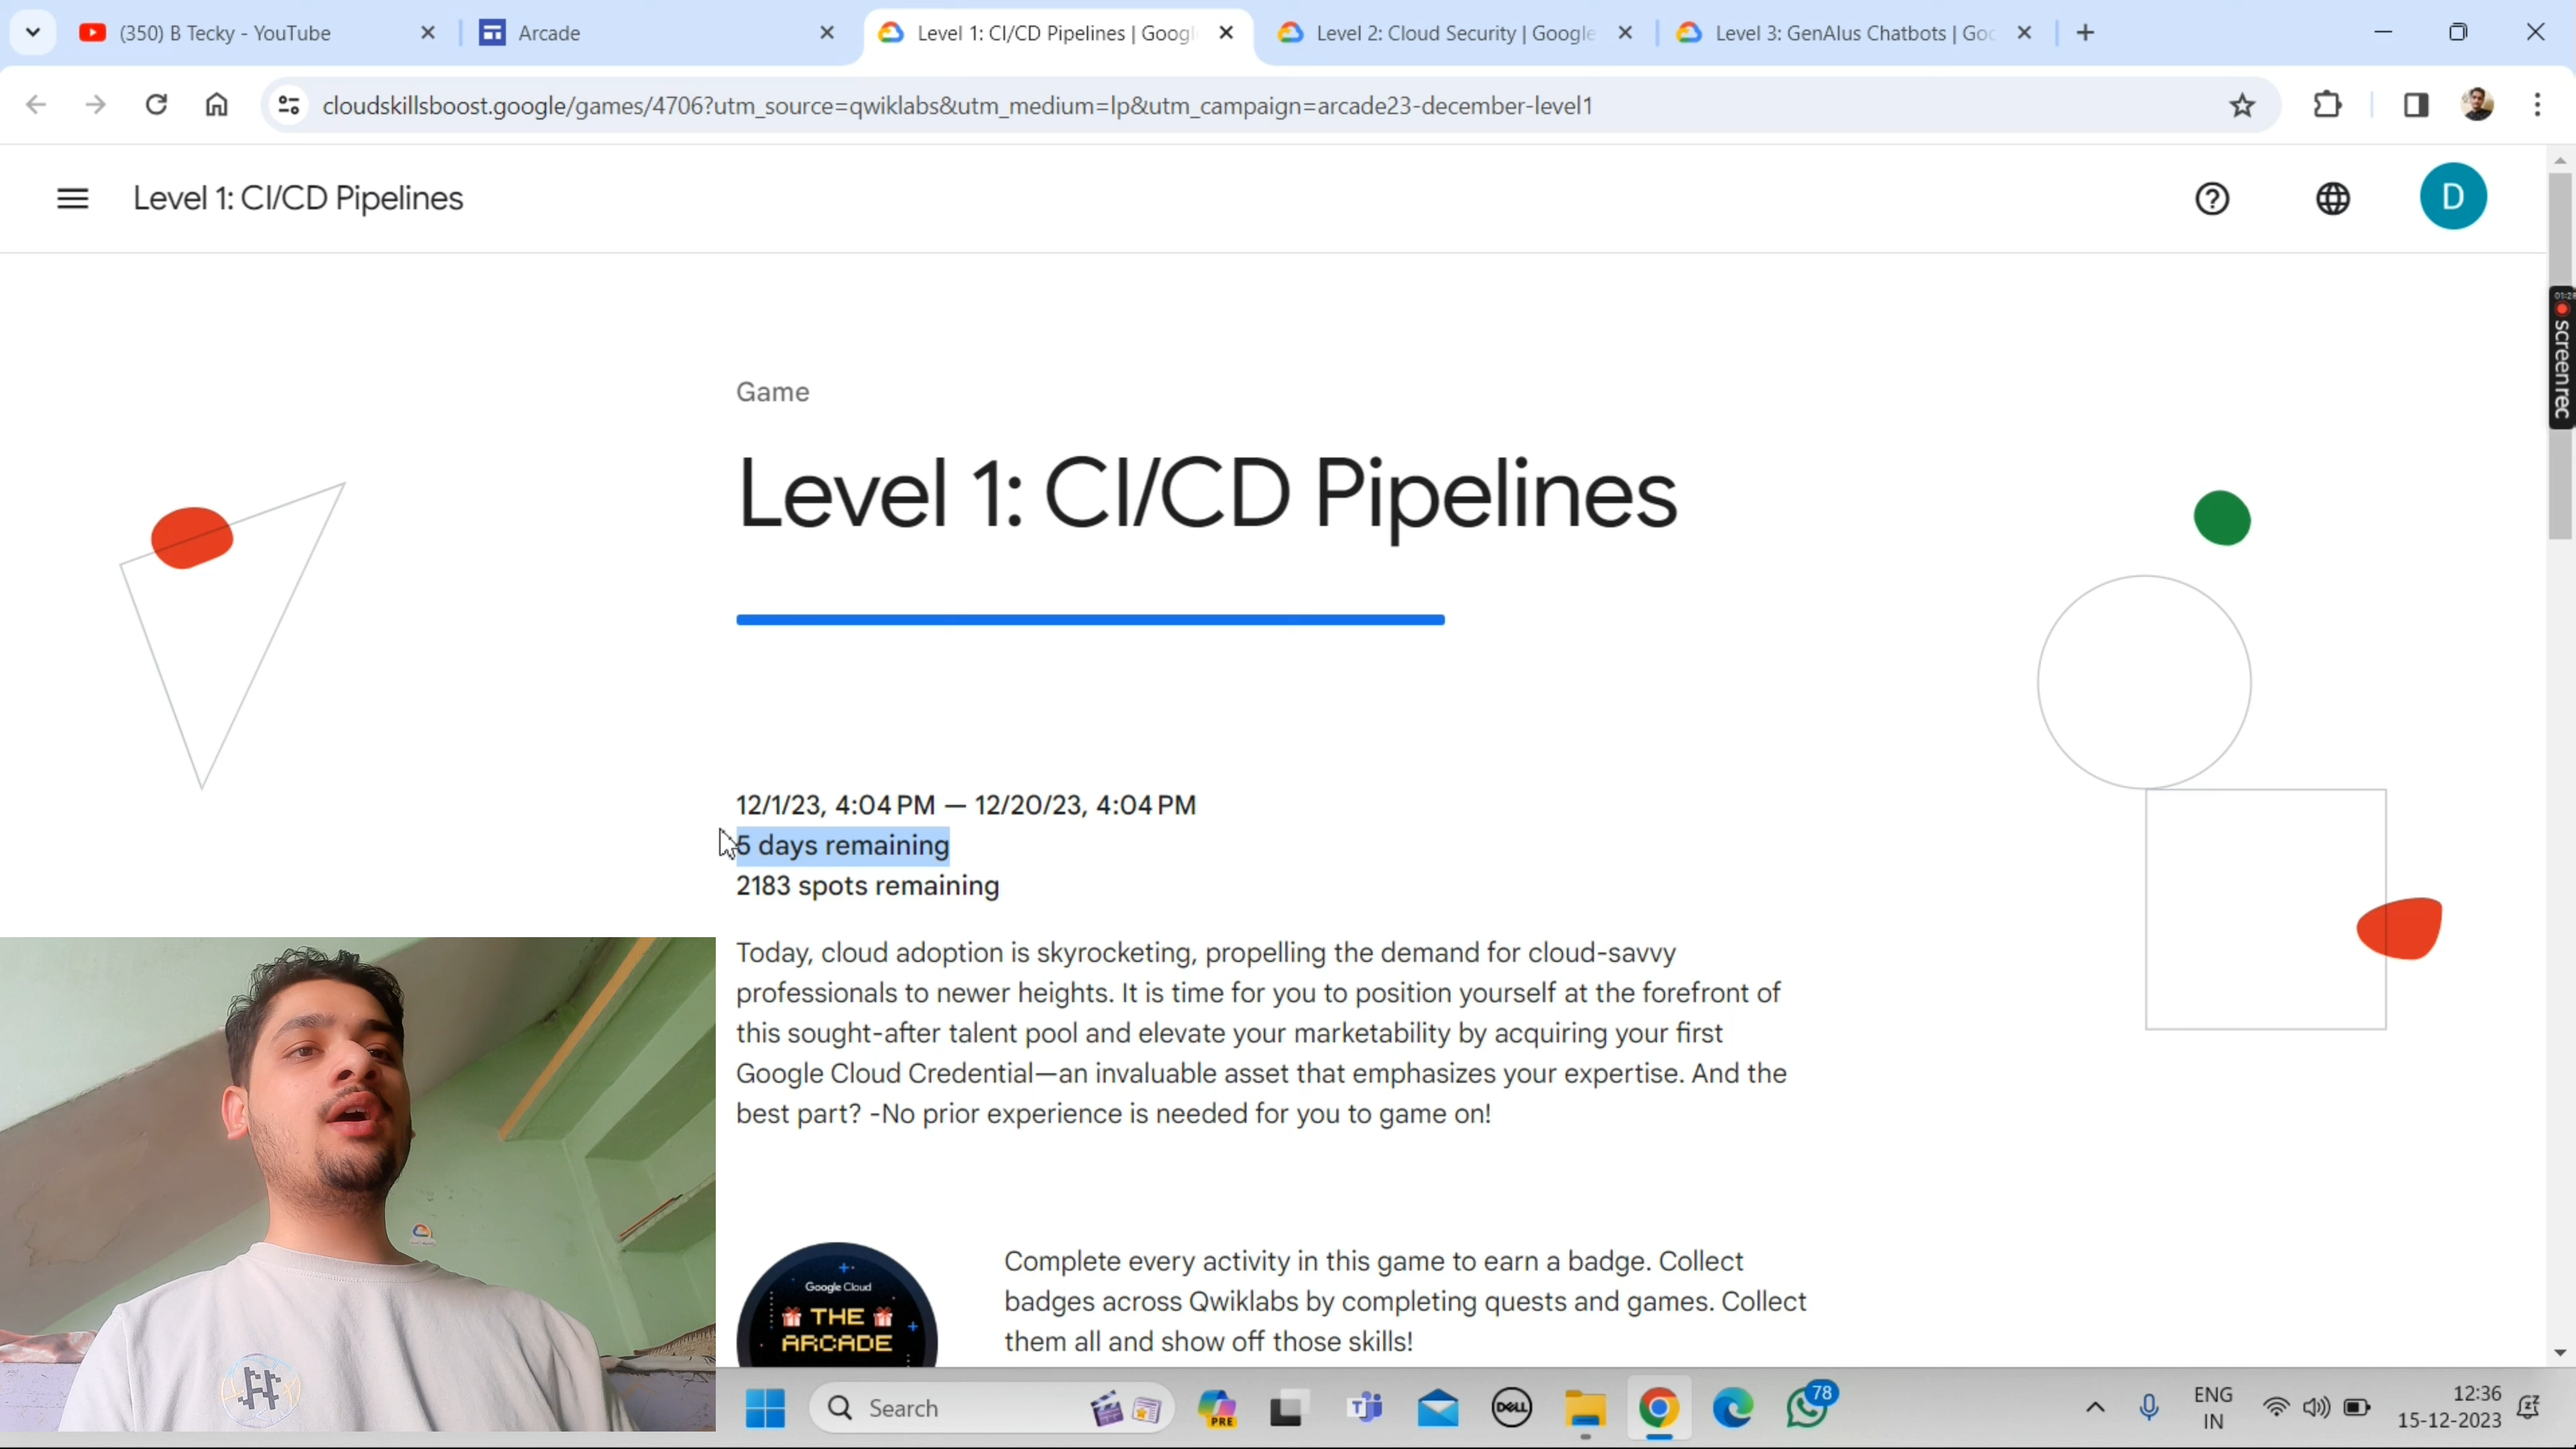 (350) B Tecky - YouTube
Arcade
Level 1: CI/CD Pipelines | Googl
Level 2: Cloud Security | Google
Level 3: GenAIus Chatbots | Goo
cloudskillsboost.google/games/4706?utm_source=qwiklabs&utm_medium=lp&utm_campaign=arcade23-december-level1
Level 1: CI/CD Pipelines
D
01:28
screenrec
Game
Level 1: CI/CD Pipelines
12/1/23, 4:04 PM — 12/20/23, 4:04 PM
5 days remaining
2183 spots remaining
Today, cloud adoption is skyrocketing, propelling the demand for cloud-savvy
professionals to newer heights. It is time for you to position yourself at the forefront of
this sought-after talent pool and elevate your marketability by acquiring your first
Google Cloud Credential—an invaluable asset that emphasizes your expertise. And the
best part? -No prior experience is needed for you to game on!
Google Cloud
THE
ARCADE
Complete every activity in this game to earn a badge. Collect
badges across Qwiklabs by completing quests and games. Collect
them all and show off those skills!
Search
PRE
DELL
78
ENG
IN
12:36
15-12-2023